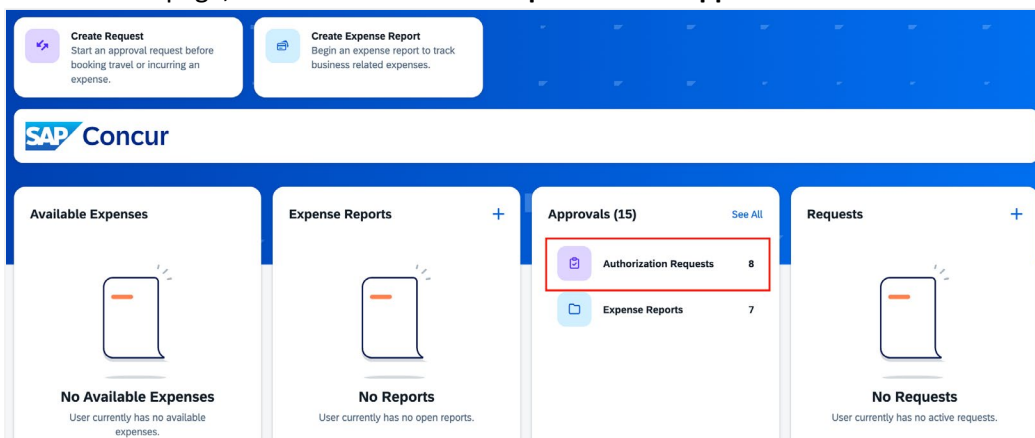 Create Request
Start an approval request before
booking travel or incurring an
expense.
Create Expense Report
Begin an expense report to track
business related expenses.
SAP Concur
Available Expenses
No Available Expenses
User currently has no available
expenses.
Expense Reports +
No Reports
User currently has no open reports.
Approvals (15) See All
Authorization Requests 8
Expense Reports 7
Requests +
No Requests
User currently has no active requests.